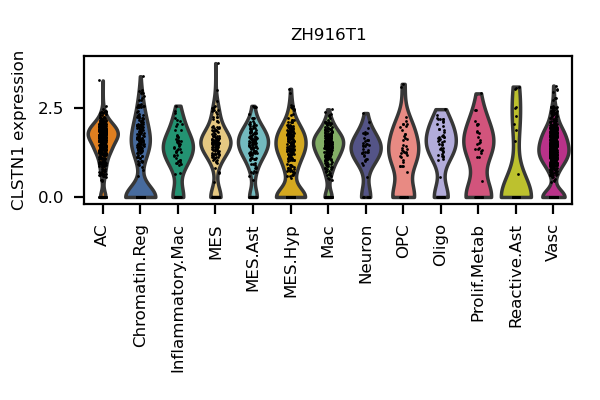 ZH916T1
CLSTN1 expression
2.5
0.0
AC
Chromatin.Reg
Inflammatory.Mac
MES
MES.Ast
MES.Hyp
Mac
Neuron
OPC
Oligo
Prolif.Metab
Reactive.Ast
Vasc